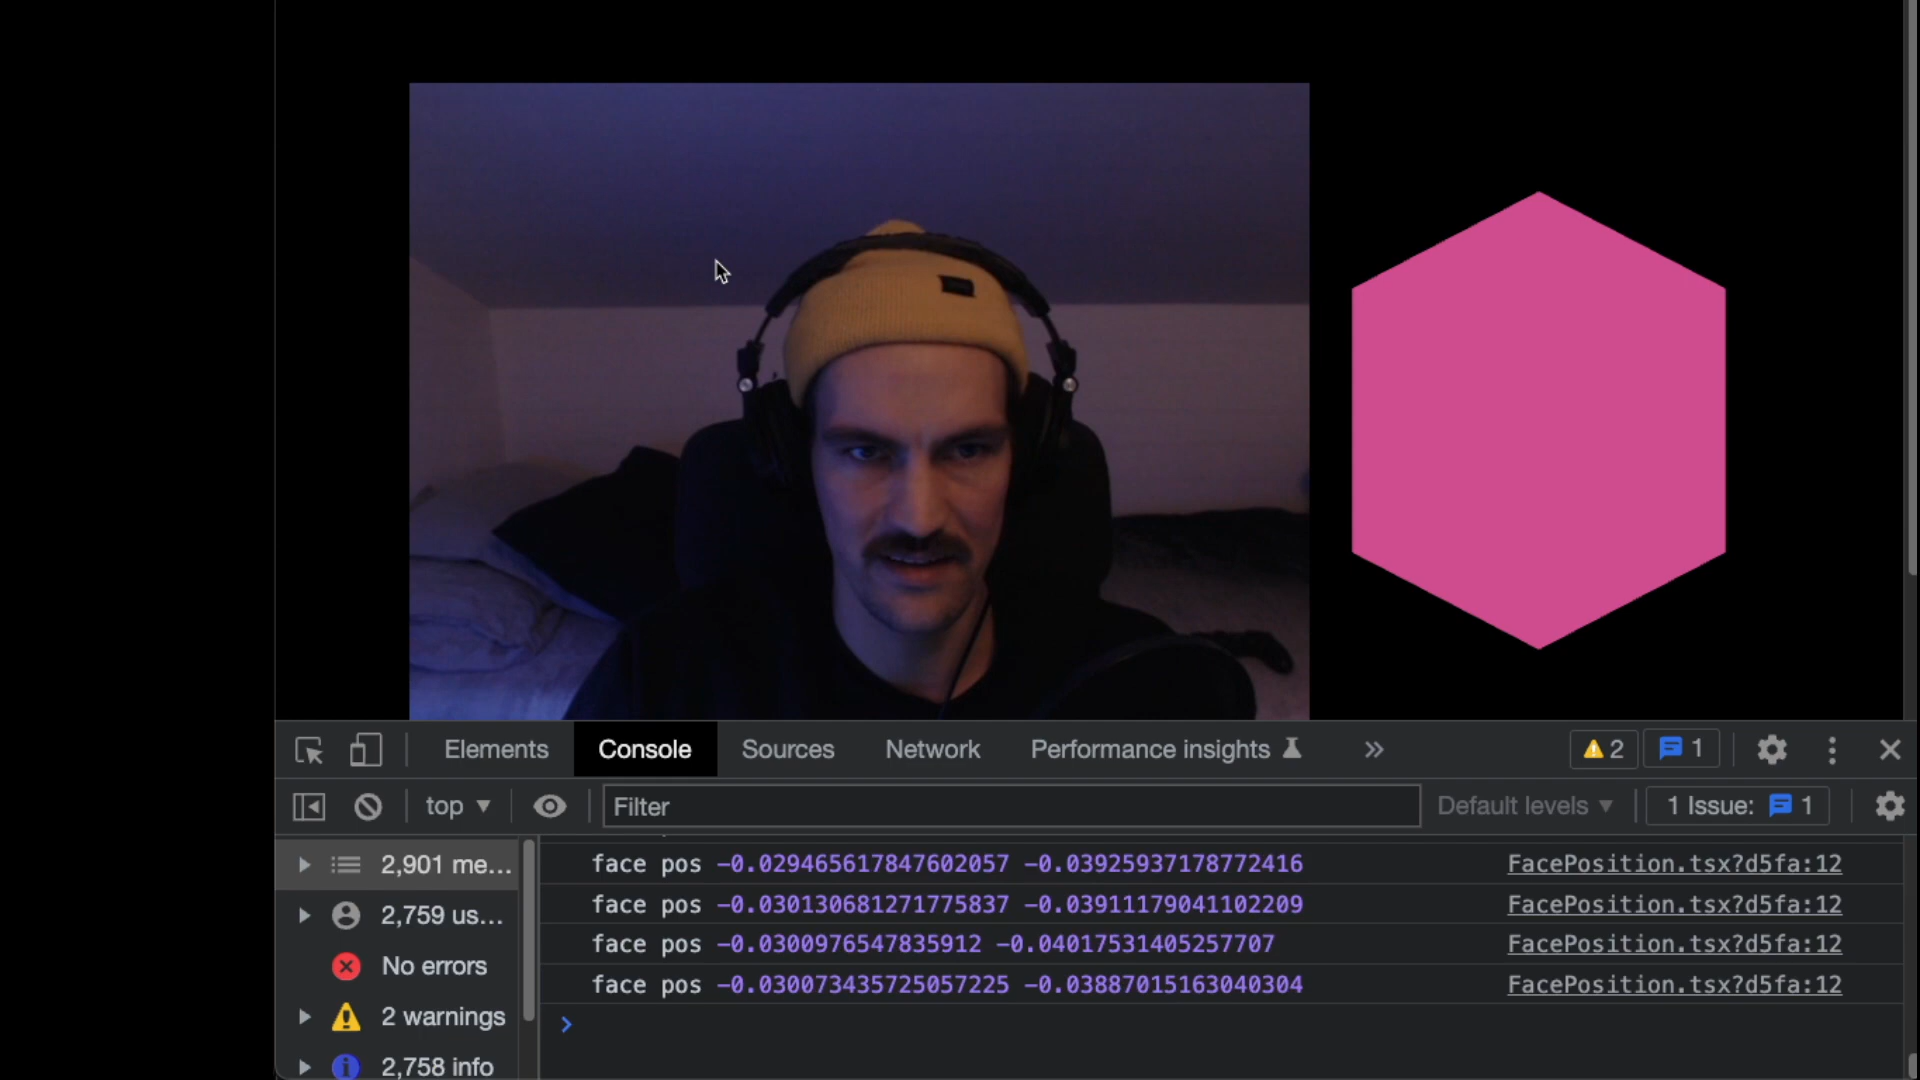 Elements Console Sources Network Performance insights 2 1
top Filter Default levels 1 Issue: 1
2,901 me...
2,759 us...
No errors
2 warnings
2,758 info
face pos -0.029465617847602057 -0.03925937178772416 FacePosition.tsx?d5fa:12
face pos -0.030130681271775837 -0.03911179041102209 FacePosition.tsx?d5fa:12
face pos -0.0300976547835912 -0.04017531405257707 FacePosition.tsx?d5fa:12
face pos -0.030073435725057225 -0.03887015163040304 FacePosition.tsx?d5fa:12